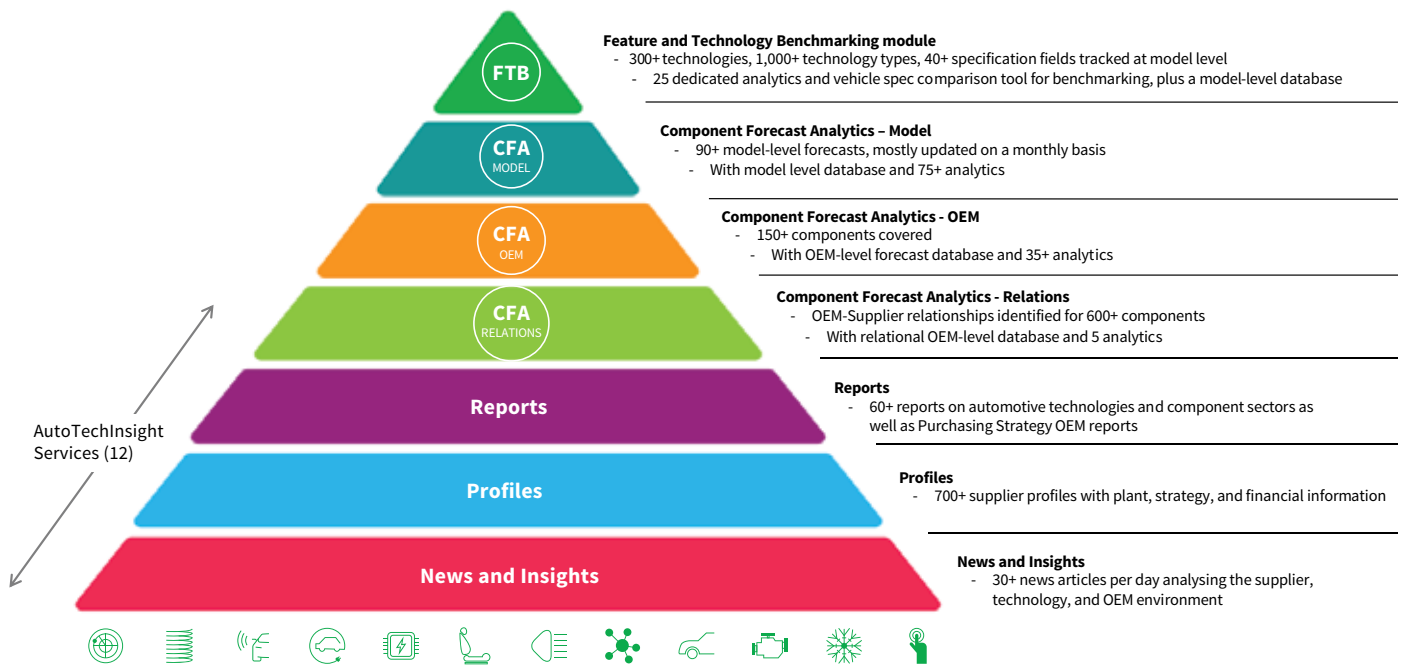 FTB
Feature and Technology Benchmarking module
- 300+ technologies, 1,000+ technology types, 40+ specification fields tracked at model level
- 25 dedicated analytics and vehicle spec comparison tool for benchmarking, plus a model-level database
CFA
MODEL
Component Forecast Analytics – Model
- 90+ model-level forecasts, mostly updated on a monthly basis
- With model level database and 75+ analytics
CFA
OEM
Component Forecast Analytics - OEM
- 150+ components covered
- With OEM-level forecast database and 35+ analytics
CFA
RELATIONS
Component Forecast Analytics - Relations
- OEM-Supplier relationships identified for 600+ components
- With relational OEM-level database and 5 analytics
Reports
Reports
- 60+ reports on automotive technologies and component sectors as
well as Purchasing Strategy OEM reports
AutoTechInsight
Services (12)
Profiles
Profiles
- 700+ supplier profiles with plant, strategy, and financial information
News and Insights
News and Insights
- 30+ news articles per day analysing the supplier,
technology, and OEM environment